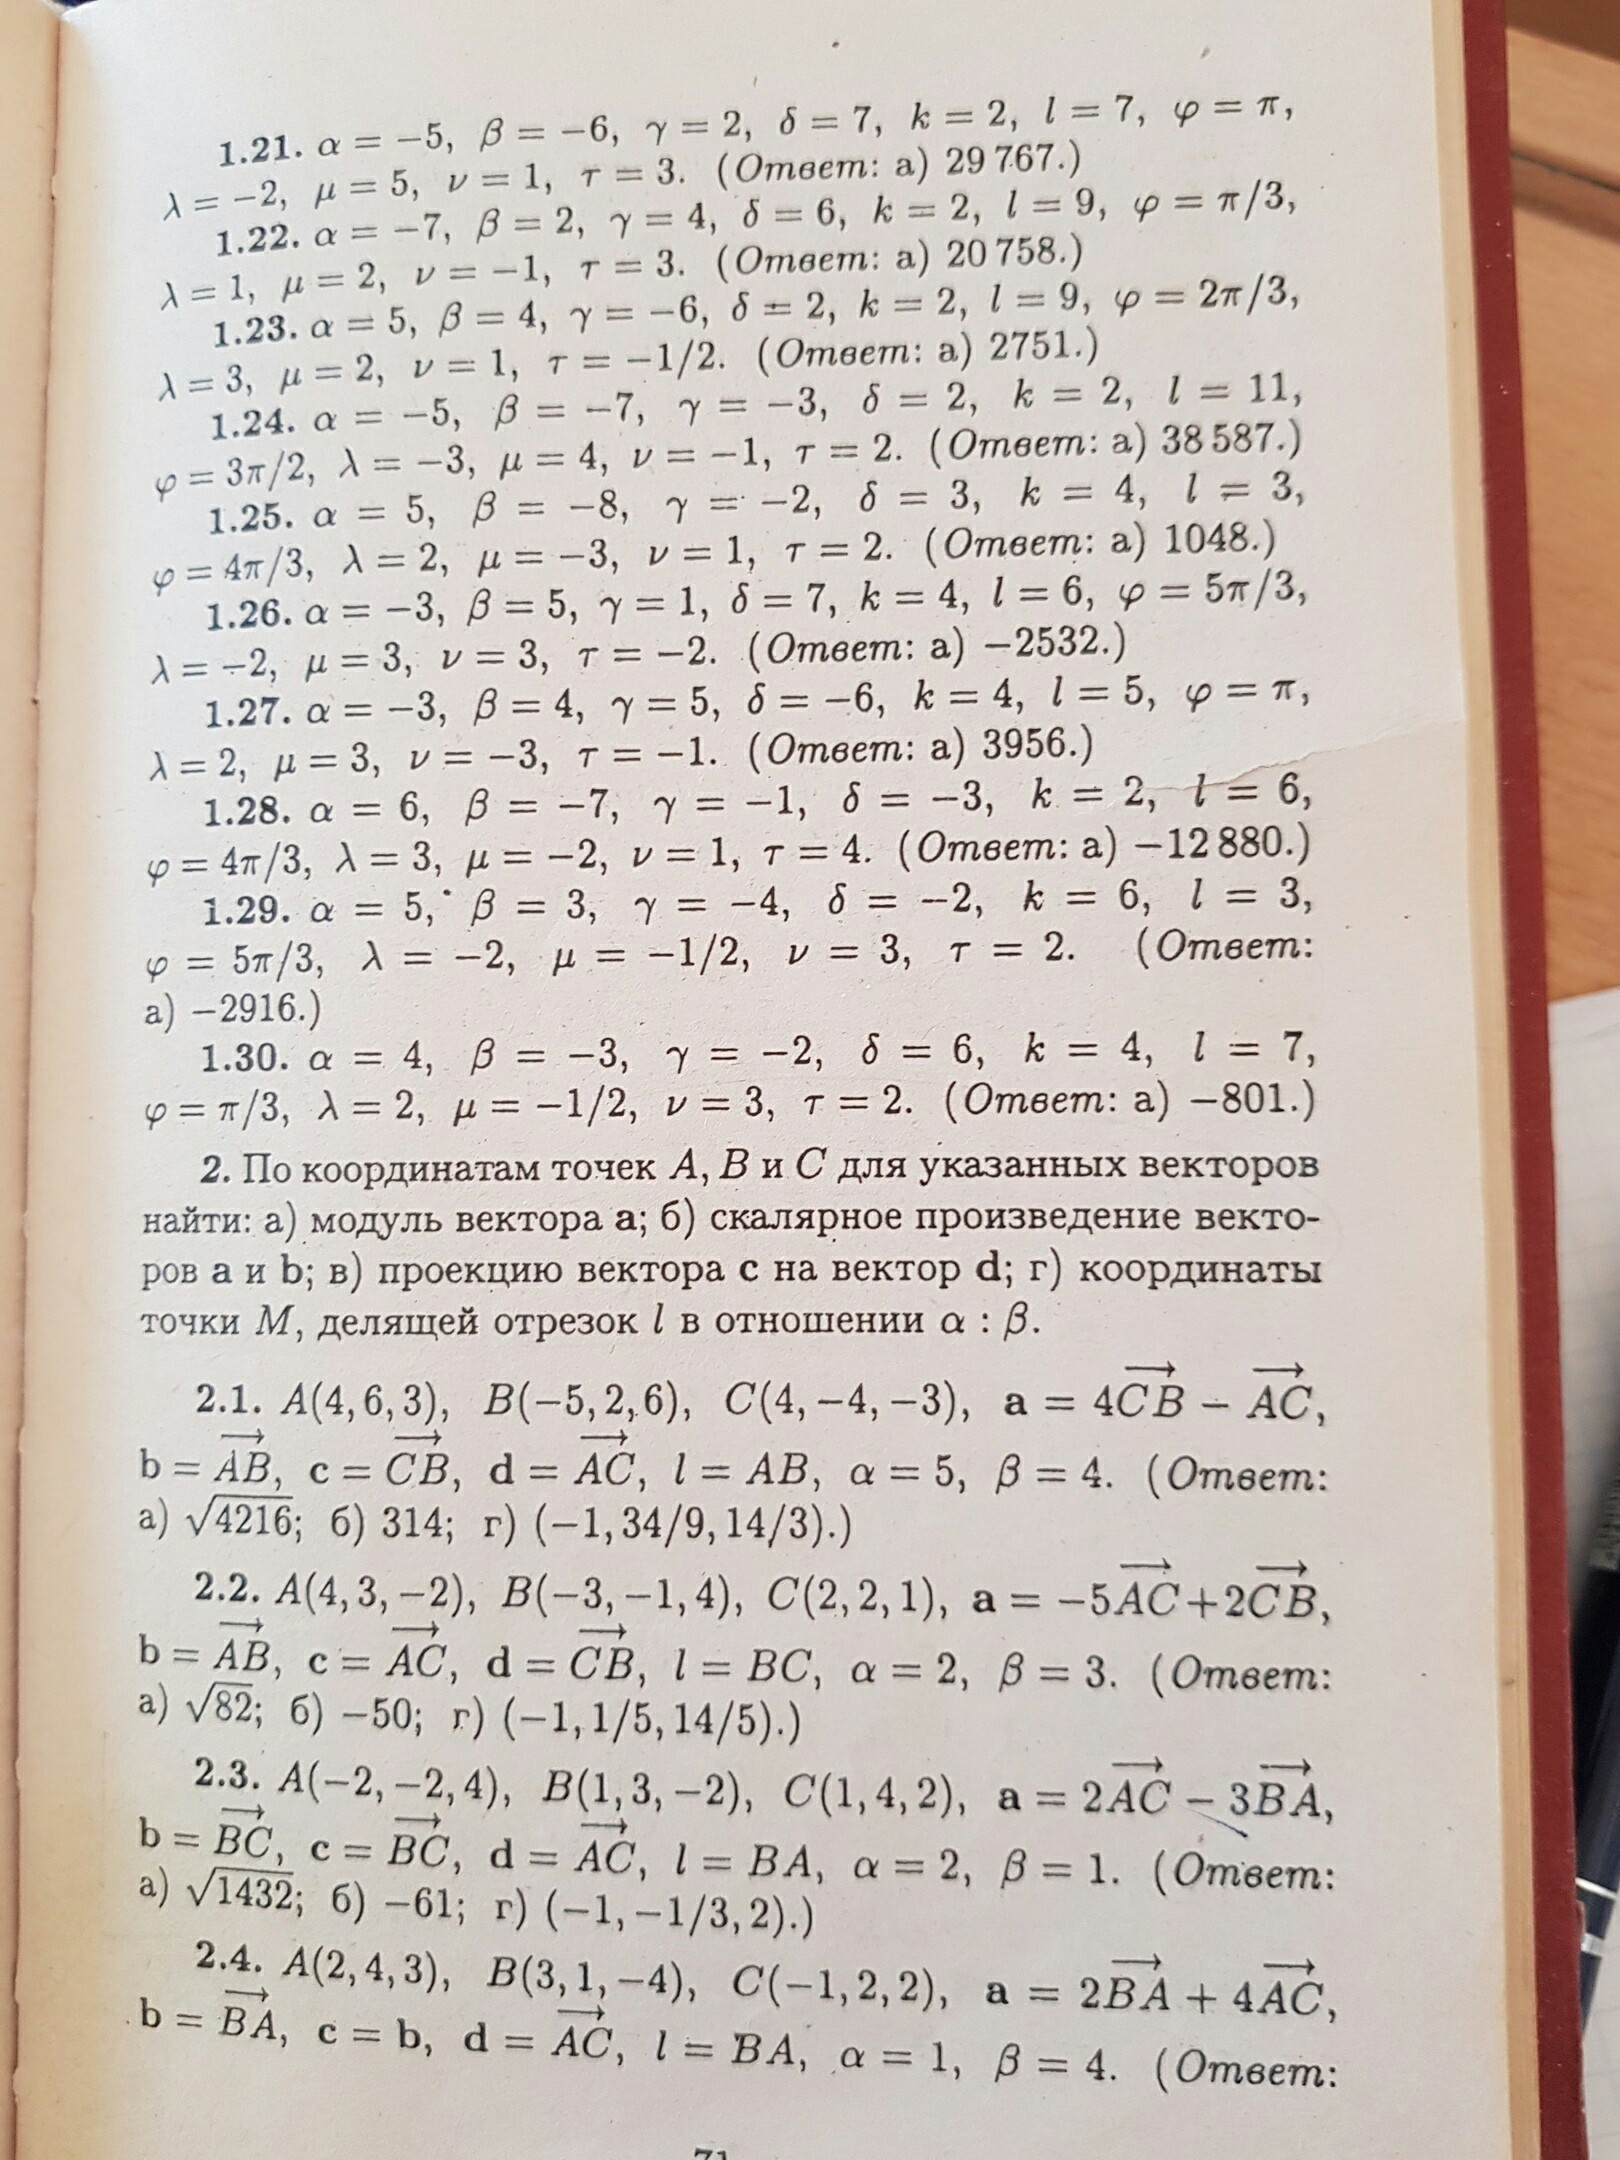 1.21. α = −5, β = −6, γ = 2, δ = 7, k = 2, l = 7, φ = π,
λ = −2, μ = 5, ν = 1, τ = 3. (Ответ: а) 29 767.)
1.22. α = −7, β = 2, γ = 4, δ = 6, k = 2, l = 9, φ = π/3,
λ = 1, μ = 2, ν = −1, τ = 3. (Ответ: а) 20 758.)
1.23. α = 5, β = 4, γ = −6, δ = 2, k = 2, l = 9, φ = 2π/3,
λ = 3, μ = 2, ν = 1, τ = −1/2. (Ответ: а) 2751.)
1.24. α = −5, β = −7, γ = −3, δ = 2, k = 2, l = 11,
φ = 3π/2, λ = −3, μ = 4, ν = −1, τ = 2. (Ответ: а) 38 587.)
1.25. α = 5, β = −8, γ = −2, δ = 3, k = 4, l = 3,
φ = 4π/3, λ = 2, μ = −3, ν = 1, τ = 2. (Ответ: а) 1048.)
1.26. α = −3, β = 5, γ = 1, δ = 7, k = 4, l = 6, φ = 5π/3,
λ = −2, μ = 3, ν = 3, τ = −2. (Ответ: а) −2532.)
1.27. α = −3, β = 4, γ = 5, δ = −6, k = 4, l = 5, φ = π,
λ = 2, μ = 3, ν = −3, τ = −1. (Ответ: а) 3956.)
1.28. α = 6, β = −7, γ = −1, δ = −3, k = 2, l = 6,
φ = 4π/3, λ = 3, μ = −2, ν = 1, τ = 4. (Ответ: а) −12 880.)
1.29. α = 5, β = 3, γ = −4, δ = −2, k = 6, l = 3,
φ = 5π/3, λ = −2, μ = −1/2, ν = 3, τ = 2. (Ответ:
а) −2916.)
1.30. α = 4, β = −3, γ = −2, δ = 6, k = 4, l = 7,
φ = π/3, λ = 2, μ = −1/2, ν = 3, τ = 2. (Ответ: а) −801.)
2. По координатам точек A, B и C для указанных векторов
найти: а) модуль вектора a; б) скалярное произведение векто-
ров a и b; в) проекцию вектора c на вектор d; г) координаты
точки M, делящей отрезок l в отношении α : β.
2.1. A(4, 6, 3), B(−5, 2, 6), C(4, −4, −3), a = 4CB⃗ − AC⃗,
b = AB⃗, c = CB⃗, d = AC⃗, l = AB, α = 5, β = 4. (Ответ:
а) √4216; б) 314; г) (−1, 34/9, 14/3).)
2.2. A(4, 3, −2), B(−3, −1, 4), C(2, 2, 1), a = −5AC⃗+2CB⃗,
b = AB⃗, c = AC⃗, d = CB⃗, l = BC, α = 2, β = 3. (Ответ:
а) √82; б) −50; г) (−1, 1/5, 14/5).)
2.3. A(−2, −2, 4), B(1, 3, −2), C(1, 4, 2), a = 2AC⃗ − 3BA⃗,
b = BC⃗, c = BC⃗, d = AC⃗, l = BA, α = 2, β = 1. (Ответ:
а) √1432; б) −61; г) (−1, −1/3, 2).)
2.4. A(2, 4, 3), B(3, 1, −4), C(−1, 2, 2), a = 2BA⃗ + 4AC⃗,
b = BA⃗, c = b, d = AC⃗, l = BA, α = 1, β = 4. (Ответ:
71